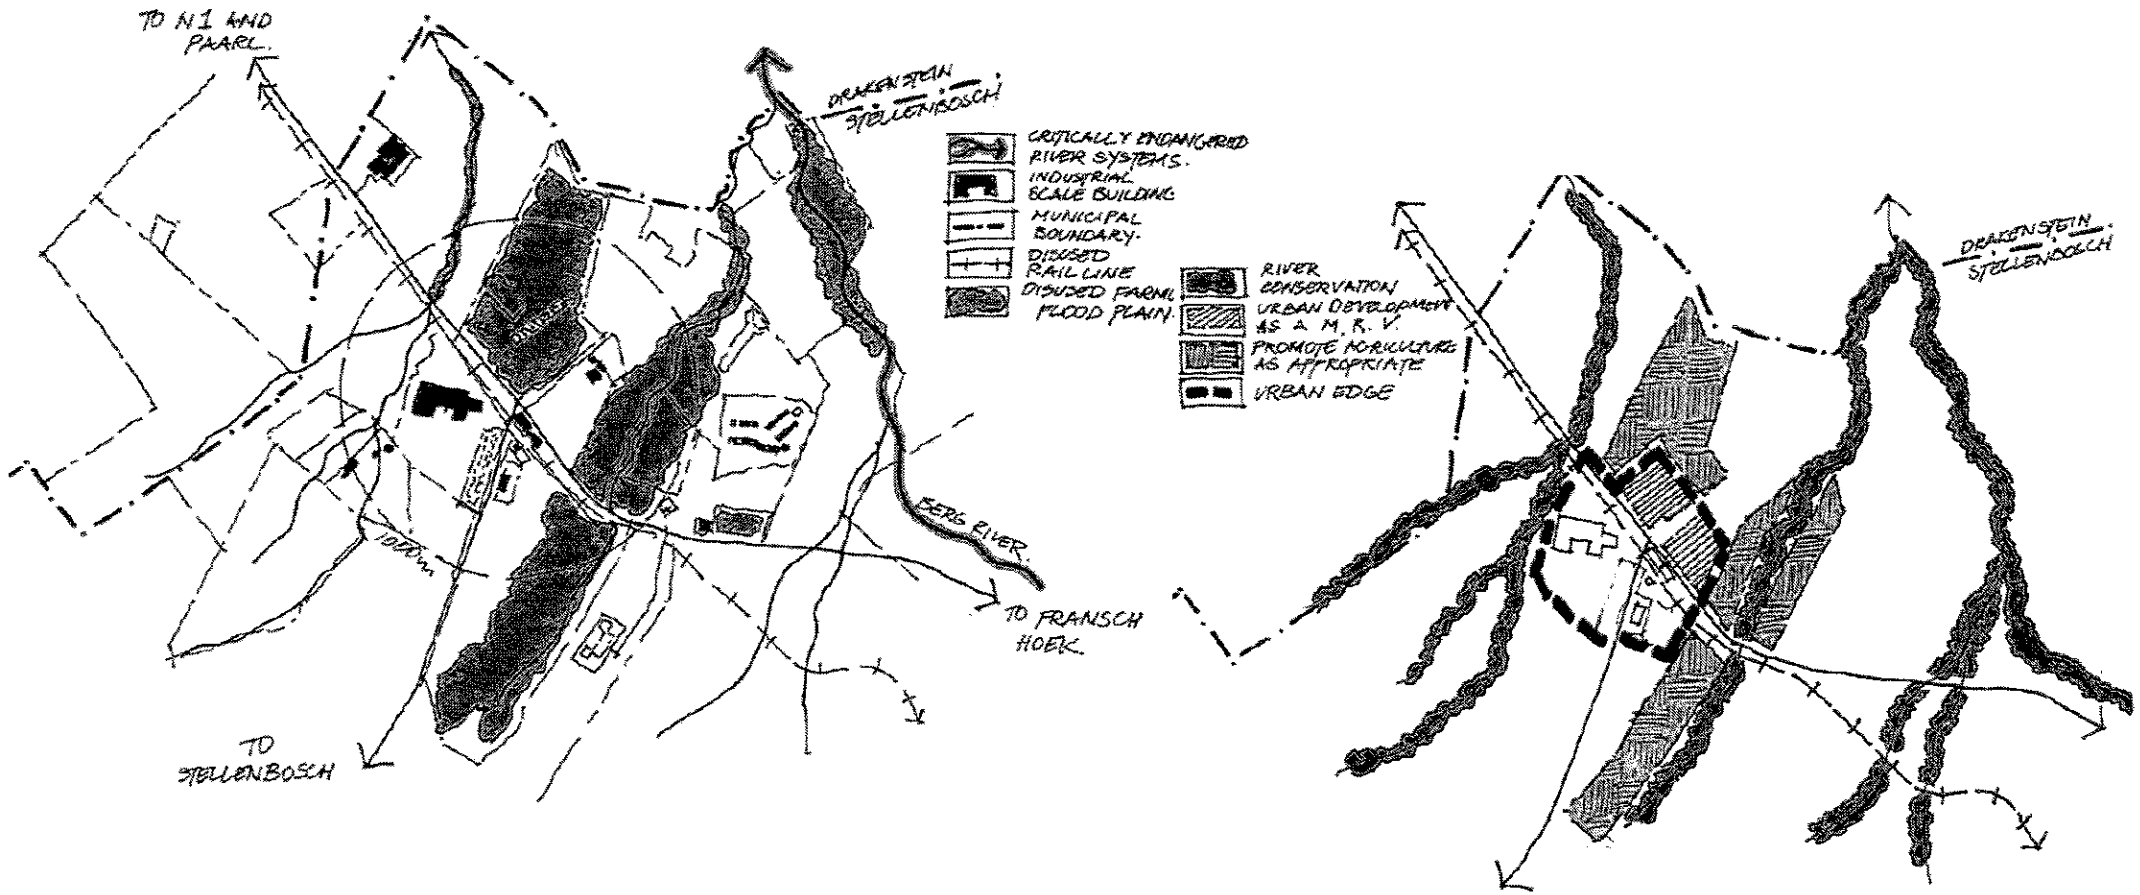 TO N1 AND
PAARL.
DRAKENSTEIN
STELLENBOSCH
CRITICALLY ENDANGERED
RIVER SYSTEMS.
INDUSTRIAL
SCALE BUILDING
MUNICIPAL
BOUNDARY.
DISUSED
RAIL LINE
DISUSED FARM/
FLOOD PLAIN.
1000m
BERG RIVER.
TO FRANSCH
HOEK.
TO
STELLENBOSCH
RIVER
CONSERVATION
URBAN DEVELOPMENT
AS A M.R.V.
PROMOTE AGRICULTURE
AS APPROPRIATE
URBAN EDGE
DRAKENSTEIN
STELLENBOSCH